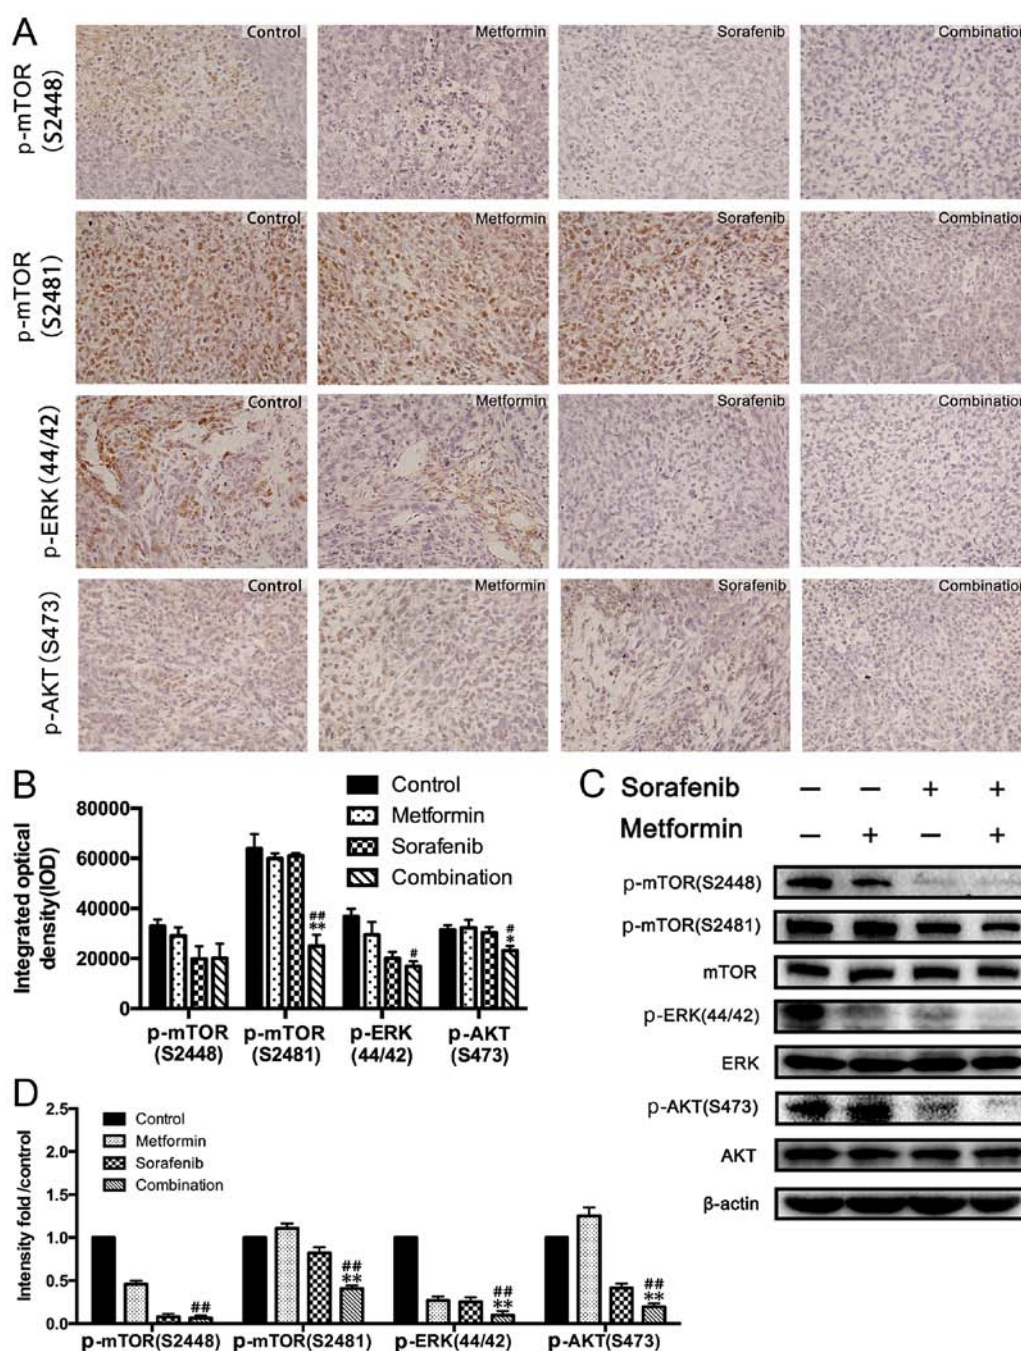 A
p-mTOR
(S2448)
Control
Metformin
Sorafenib
Combination
p-mTOR
(S2481)
Control
Metformin
Sorafenib
Combination
p-ERK(44/42)
Control
Metformin
Sorafenib
Combination
p-AKT(S473)
Control
Metformin
Sorafenib
Combination
B
Integrated optical
density(IOD)
80000
60000
40000
20000
0
Control
Metformin
Sorafenib
Combination
##
**
#
#
*
p-mTOR
(S2448)
p-mTOR
(S2481)
p-ERK
(44/42)
p-AKT
(S473)
C
Sorafenib − − + +
Metformin − + − +
p-mTOR(S2448)
p-mTOR(S2481)
mTOR
p-ERK(44/42)
ERK
p-AKT(S473)
AKT
β-actin
D
Intensity fold /control
2.5
2.0
1.5
1.0
0.5
0.0
Control
Metformin
Sorafenib
Combination
##
##
**
##
**
##
**
p-mTOR(S2448)
p-mTOR(S2481)
p-ERK(44/42)
p-AKT(S473)